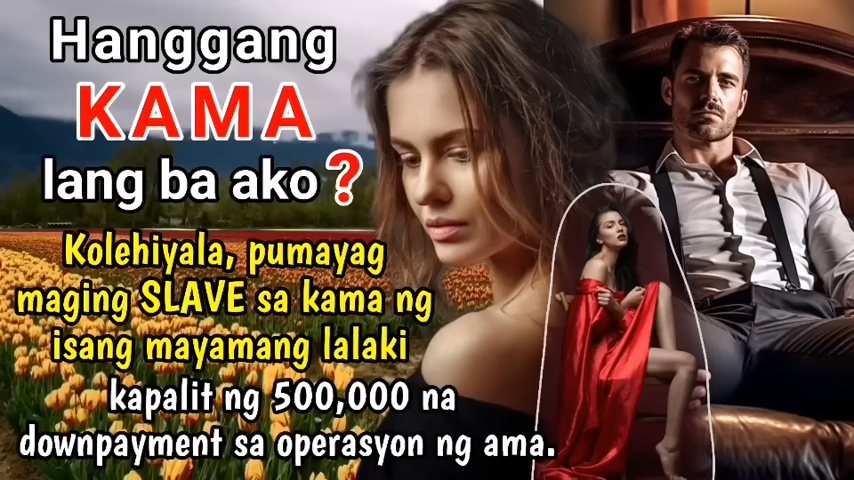 Hanggang
KAMA
lang ba ako?
Kolehiyala, pumayag
maging SLAVE sa kama ng
isang mayamang lalaki
kapalit ng 500,000 na
downpayment sa operasyon ng ama.